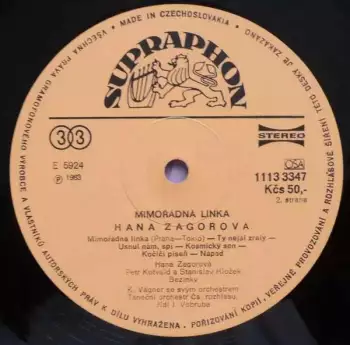 MADE IN CZECHOSLOVAKIA
VŠECHNA PRÁVA GRAMOFONOVÉHO VÝROBCE A VLASTNÍKŮ AUTORSKÝCH PRÁV K DÍLU VYHRAŽENA. — POŘIZOVÁNÍ KOPIÍ, VEŘEJNÉ PROVOZOVÁNÍ A ROZHLASOVÉ ŠÍŘENÍ TÉTO DESKY JE ZAKÁZÁNO
SUPRAPHON
33
STEREO
E 5924
OSA
℗ 1983
1113 3347
Kčs 50,-
2. strana
MIMOŘÁDNÁ LINKA
HANA ZAGOROVÁ
Mimořádná linka (Praha—Tokio) — Ty nejsi zralý —
Usnul nám, spí — Kosmický sen —
Kočičí píseň — Nápad
Hana Zagorová
Petr Kotvald a Stanislav Hložek
Bezinky
K. Vágner se svým orchestrem
Taneční orchestr Čs. rozhlasu,
řídí J. Vobruba